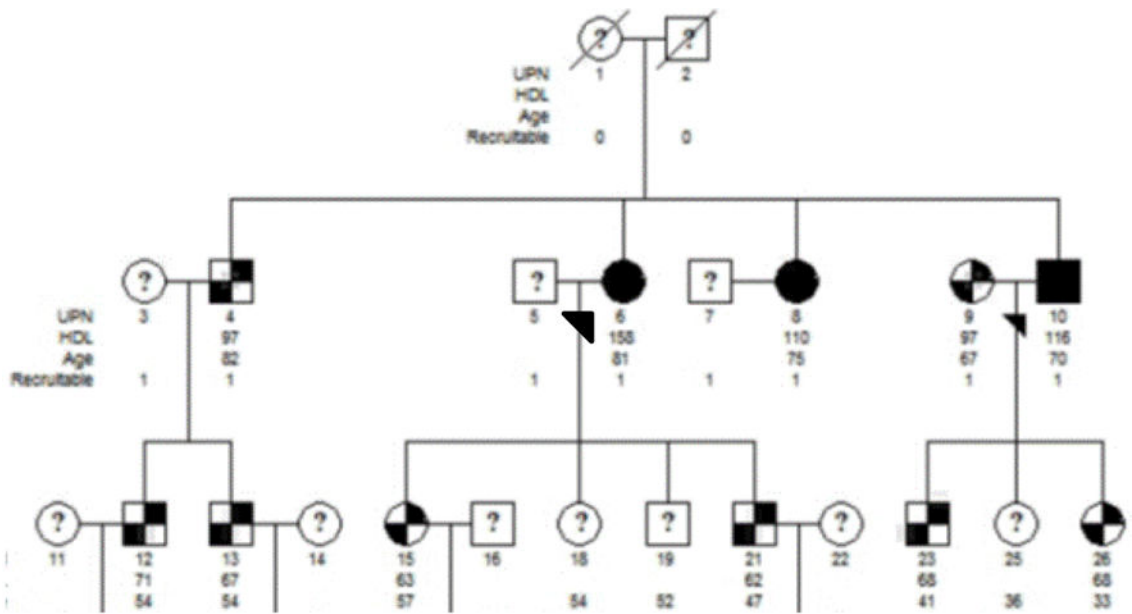 ? ?
UPN 1 2
HDL
Age
Recruitable 0 0
? ? ?
UPN 3 4 5 6 7 8 9 10
HDL 97 158 110 97 116
Age 82 81 75 67 70
Recruitable 1 1 1 1 1 1 1 1
? ? ? ? ? ? ?
11 12 13 14 15 16 18 19 21 22 23 25 26
71 67 63 62 68 68
54 54 57 54 52 47 41 36 33